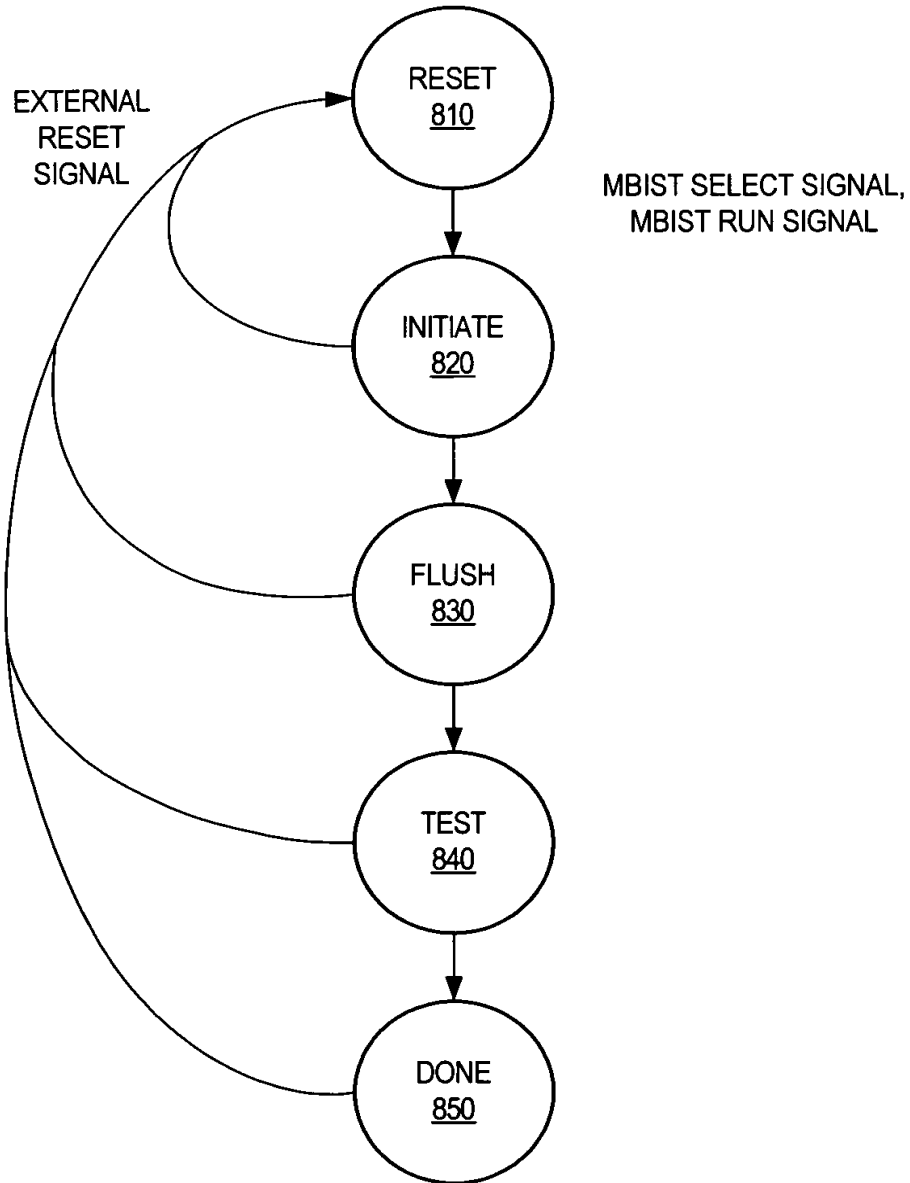 RESET
810
EXTERNAL
RESET
SIGNAL
MBIST SELECT SIGNAL,
MBIST RUN SIGNAL
INITIATE
820
FLUSH
830
TEST
840
DONE
850